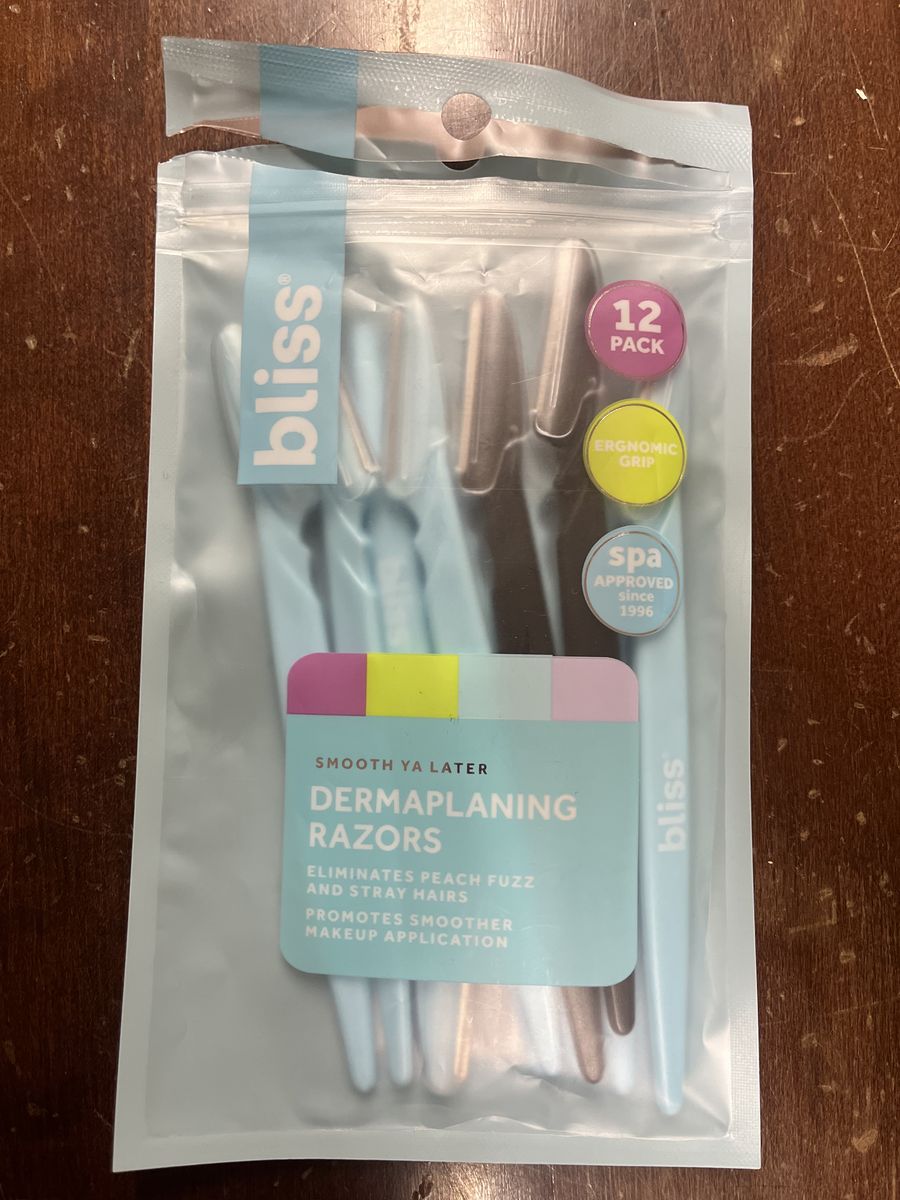 bliss®
12
PACK
ERGNOMIC
GRIP
spa
APPROVED
since
1996
SMOOTH YA LATER
DERMAPLANING
RAZORS
ELIMINATES PEACH FUZZ
AND STRAY HAIRS
PROMOTES SMOOTHER
MAKEUP APPLICATION
bliss